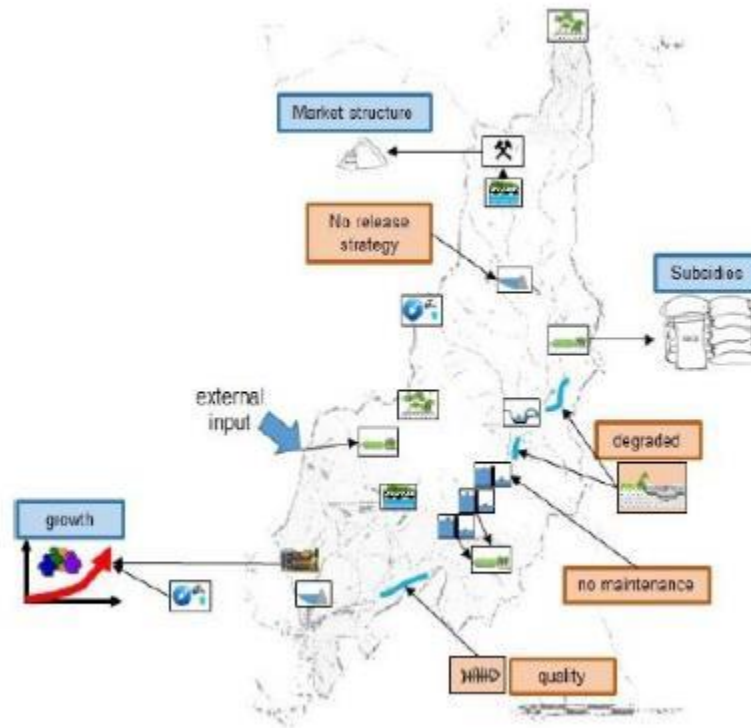 Market structure
No release
strategy
Subsidies
external
input
degraded
growth
no maintenance
quality